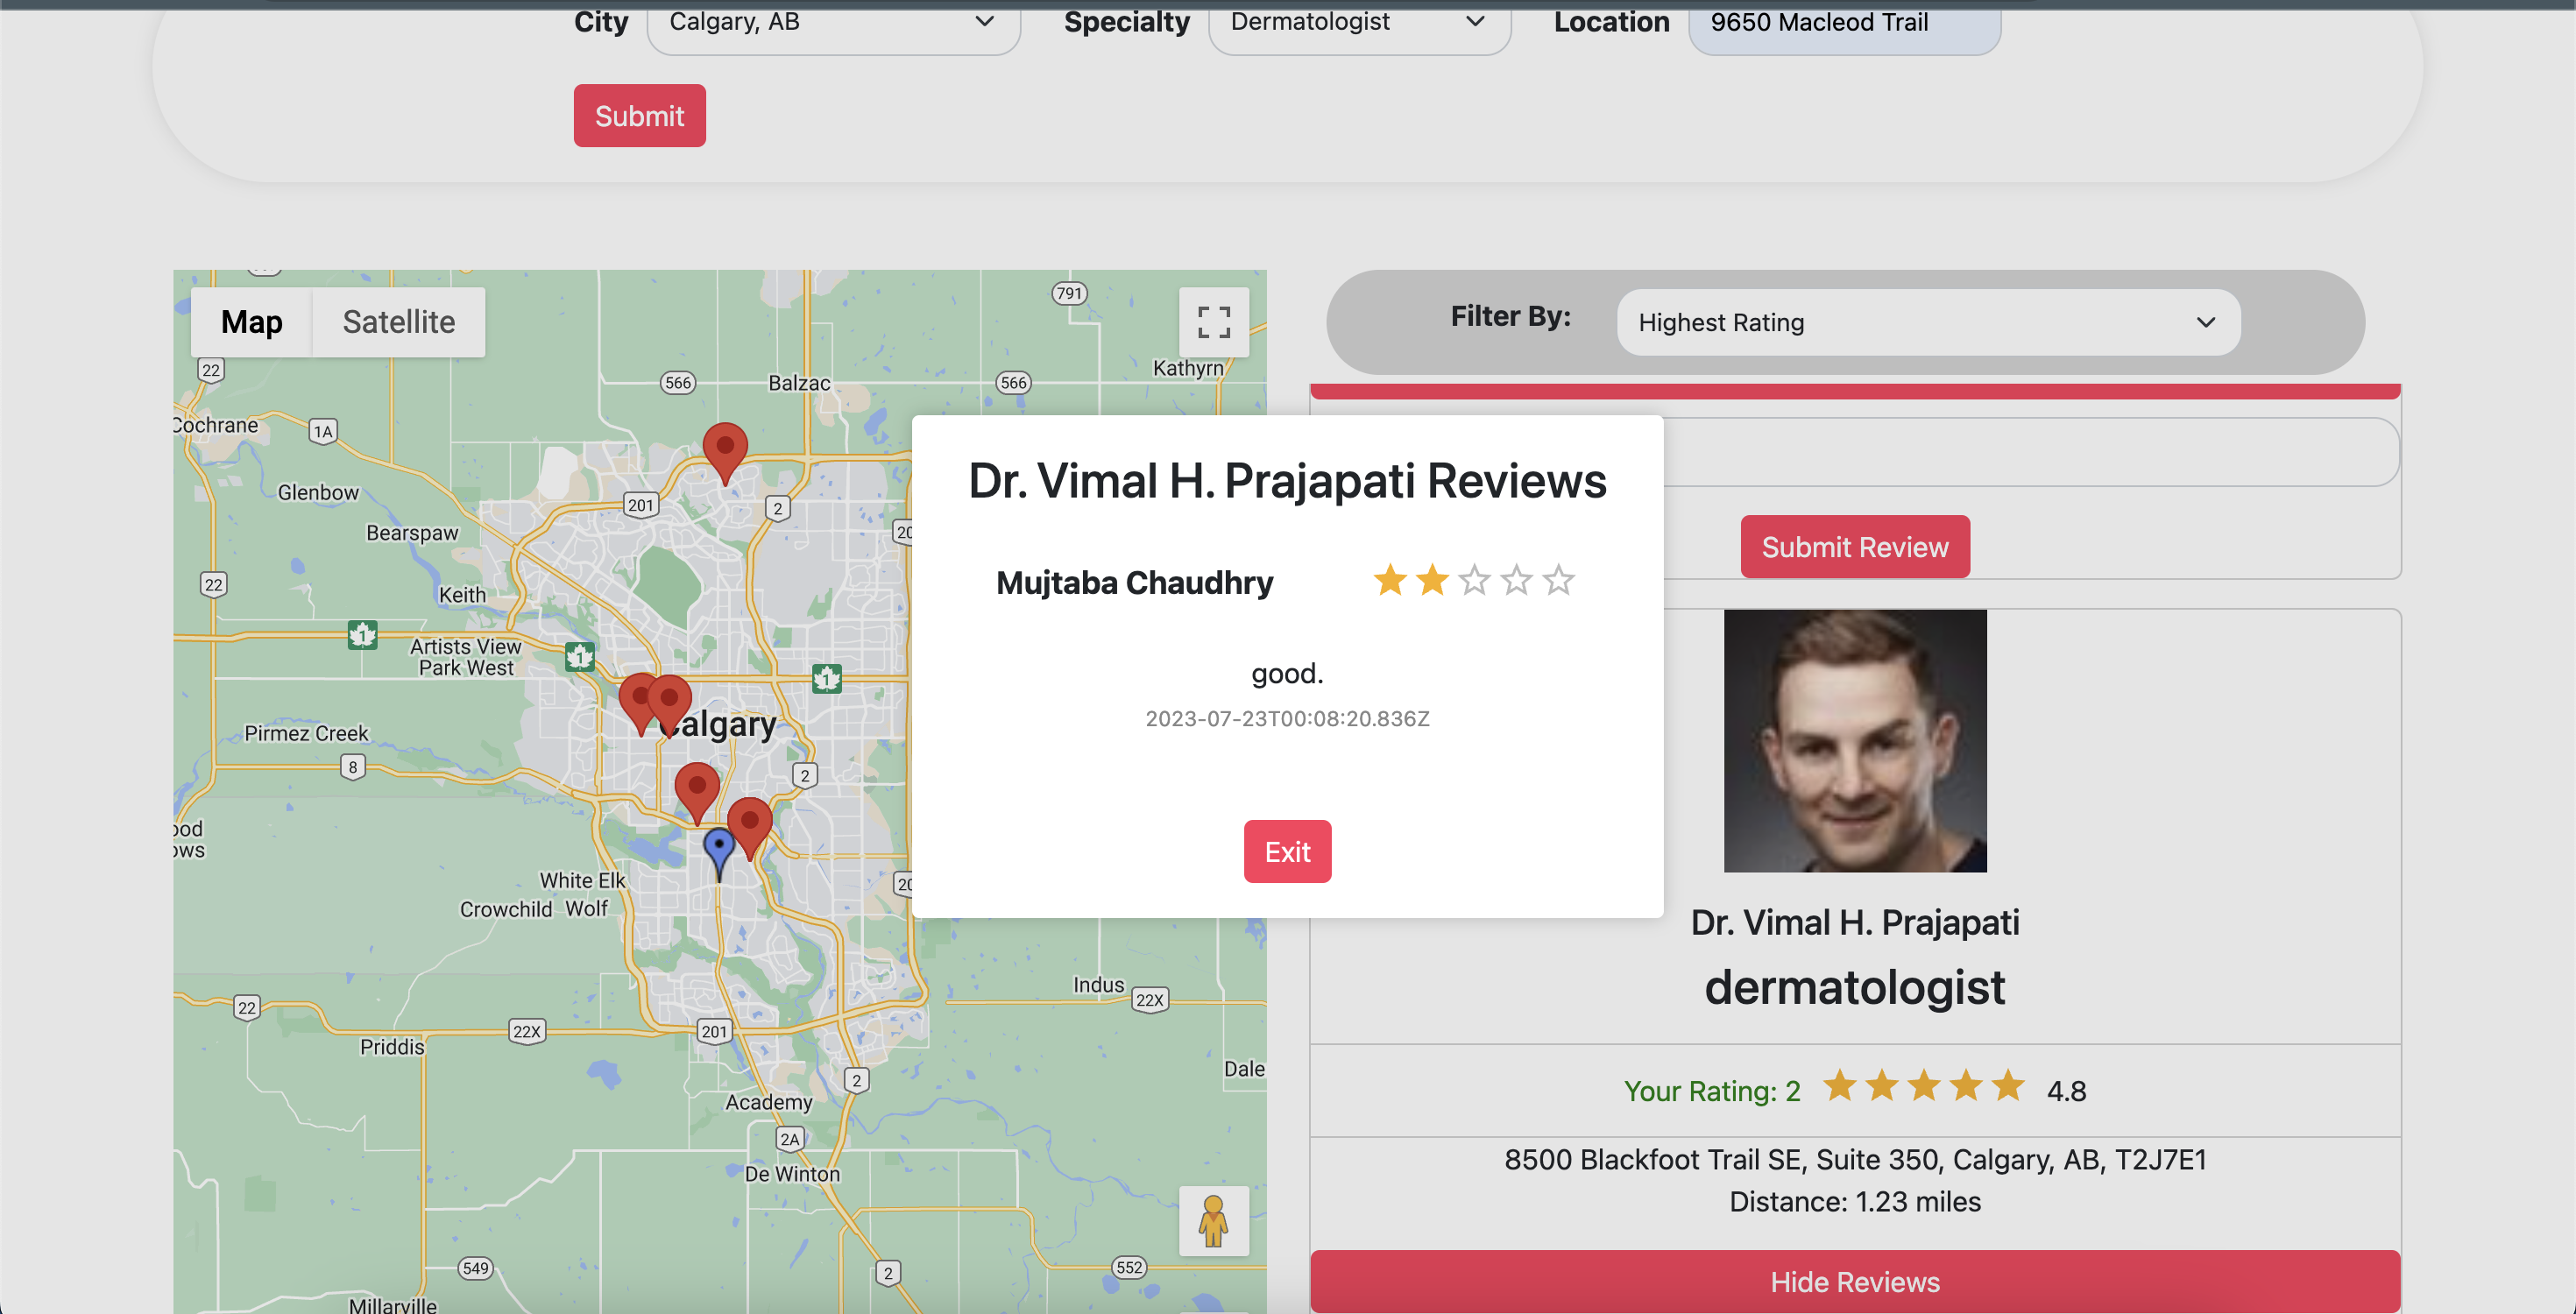 City Calgary, AB Specialty Dermatologist Location 9650 Macleod Trail
Submit
Map Satellite
791
22
566
Balzac
566
Kathyrn
Cochrane
1A
Glenbow
201
2
Bearspaw
20
22
Keith
1
Artists View
Park West
1
1
Calgary
Pirmez Creek
8
2
ood
ows
White Elk
20
Crowchild Wolf
Indus
22X
22
22X
201
Priddis
Dale
2
Academy
2A
De Winton
549
2
552
Millarville
Filter By: Highest Rating
Submit Review
Dr. Vimal H. Prajapati Reviews
Mujtaba Chaudhry
good.
2023-07-23T00:08:20.836Z
Exit
Dr. Vimal H. Prajapati
dermatologist
Your Rating: 2 4.8
8500 Blackfoot Trail SE, Suite 350, Calgary, AB, T2J7E1
Distance: 1.23 miles
Hide Reviews